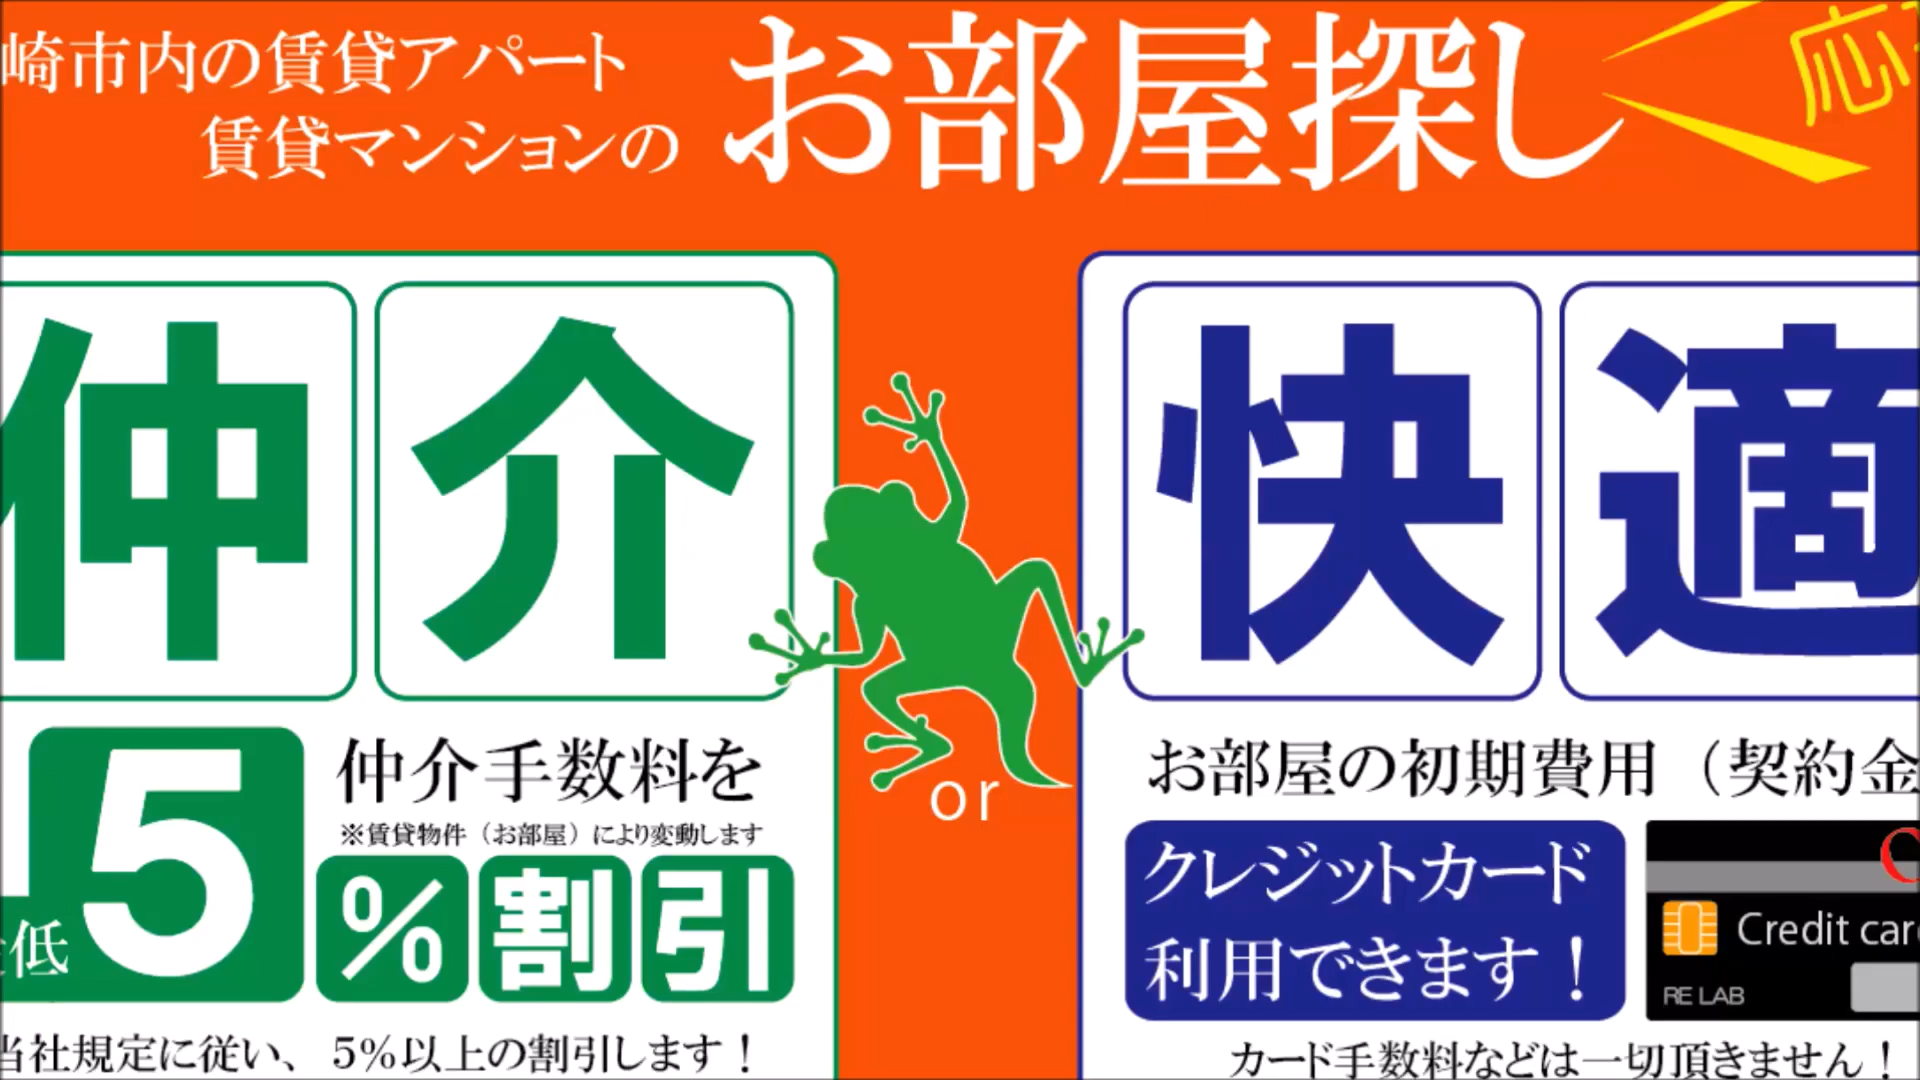 崎市内の賃貸アパート
賃貸マンションの
お部屋探し
応
仲介
快適
5
低
仲介手数料を
※賃貸物件（お部屋）により変動します
%割引
当社規定に従い、5%以上の割引します！
or
お部屋の初期費用（契約金
クレジットカード
利用できます！
Credit car
RE LAB
カード手数料などは一切頂きません！